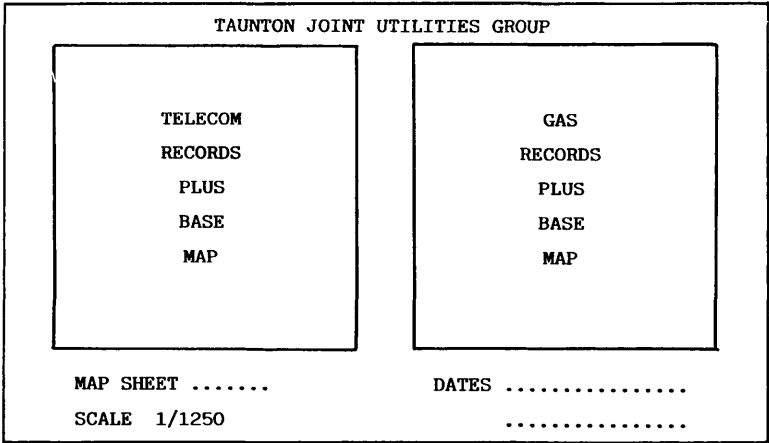 TAUNTON JOINT UTILITIES GROUP
TELECOM
RECORDS
PLUS
BASE
MAP
GAS
RECORDS
PLUS
BASE
MAP
MAP SHEET .......
SCALE 1/1250
DATES ................
................